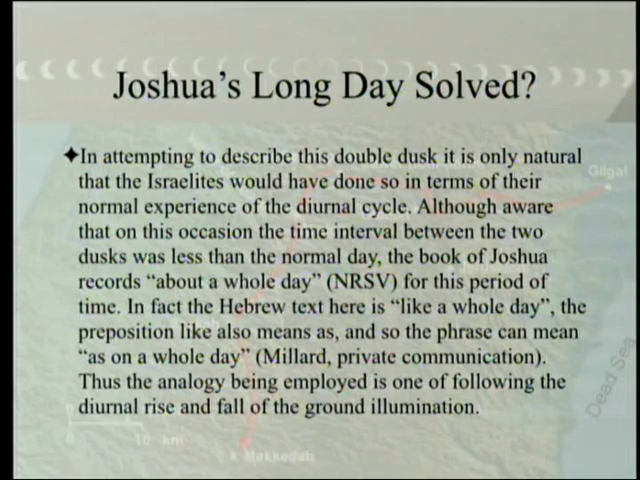 Joshua's Long Day Solved?
✦In attempting to describe this double dusk it is only natural
Gilgal
that the Israelites would have done so in terms of their
normal experience of the diurnal cycle. Although aware
that on this occasion the time interval between the two
dusks was less than the normal day, the book of Joshua
records “about a whole day” (NRSV) for this period of
time. In fact the Hebrew text here is “like a whole day”, the
preposition like also means as, and so the phrase can mean
“as on a whole day” (Millard, private communication).
Thus the analogy being employed is one of following the
diurnal rise and fall of the ground illumination.
Dead Sea
10 km
Makkedah